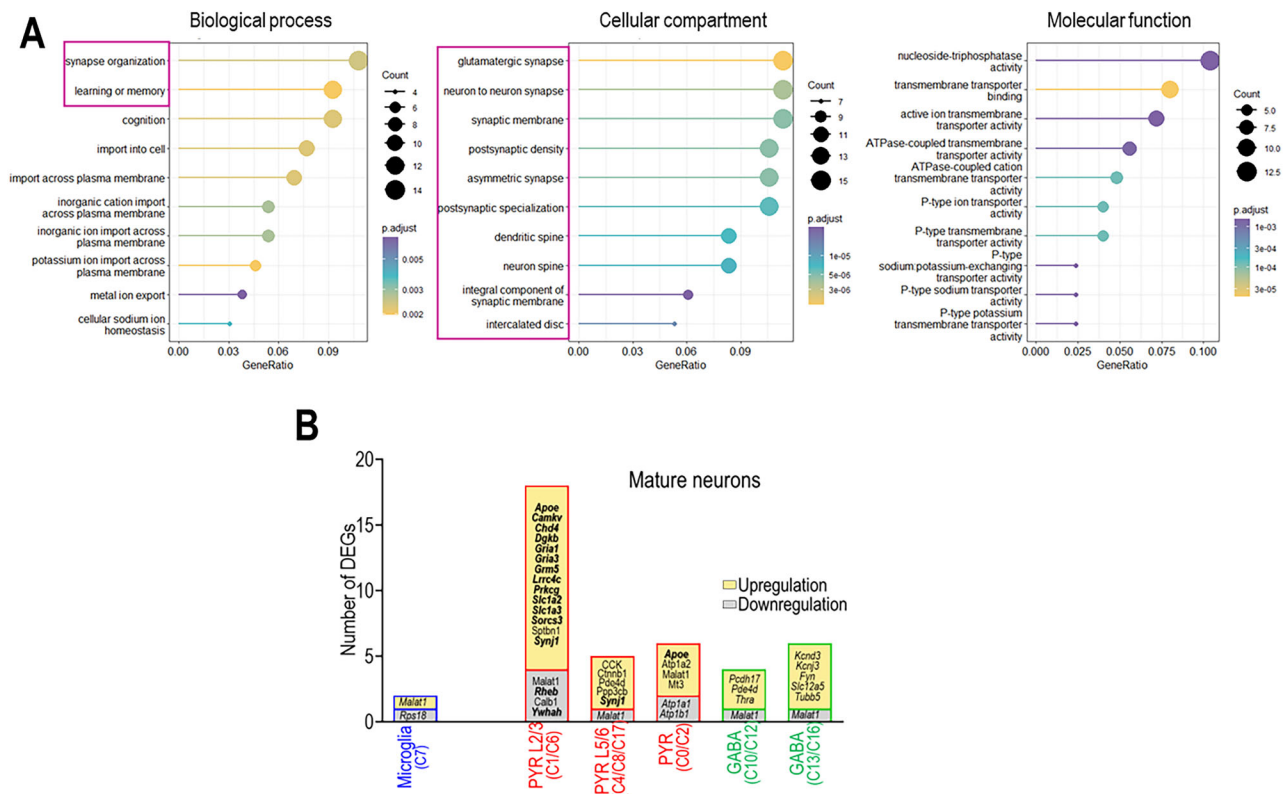 A
Biological process
synapse organization
learning or memory
cognition
import into cell
import across plasma membrane
inorganic cation import
across plasma membrane
inorganic ion import across
plasma membrane
potassium ion import across
plasma membrane
metal ion export
cellular sodium ion
homeostasis
0.00 0.03 0.06 0.09
GeneRatio
Count
4
6
8
10
12
14
p.adjust
0.005
0.003
0.002
Cellular compartment
glutamergic synapse
neuron to neuron synapse
synaptic membrane
postsynaptic density
asymmetric synapse
postsynaptic specialization
dendritic spine
neuron spine
integral component of
synaptic membrane
intercalated disc
0.00 0.03 0.06 0.09
GeneRatio
Count
7
9
11
13
15
p.adjust
1e-05
5e-06
3e-06
Molecular function
nucleoside-triphosphatase
activity
transmembrane transporter
binding
active ion transmembrane
transporter activity
ATPase-coupled transmembrane
transporter activity
ATPase-coupled cation
transmembrane transporter
activity
P-type ion transporter
activity
P-type transmembrane
transporter activity
P-type
sodium:potassium-exchanging
transporter activity
P-type sodium transporter
activity
P-type potassium
transmembrane transporter
activity
0.000 0.025 0.050 0.075 0.100
GeneRatio
Count
5.0
7.5
10.0
12.5
p.adjust
1e-03
3e-04
1e-04
3e-05
B
Mature neurons
Number of DEGs
20
15
10
5
0
Upregulation
Downregulation
Malat1
Rps18
Microglia
(C7)
Apoe
Camkv
Chd4
Dgkb
Gria1
Gria3
Grm5
Lrrc4c
Prkcg
Slc1a2
Slc1a3
Sorcs3
Sptbn1
Synj1
Malat1
Rheb
Calb1
Ywhah
PYR L2/3
(C1/C6)
CCK
Ctnnb1
Pde4d
Ppp3cb
Synj1
Malat1
PYR L5/6
C4/C8/C17)
Apoe
Atp1a2
Malat1
Mt3
Atp1a1
Atp1b1
PYR
(C0/C2)
Pcdh17
Pde4d
Thra
Malat1
GABA
(C10/C12)
Kcnd3
Kcnj3
Fyn
Slc12a5
Tubb5
Malat1
GABA
(C13/C16)